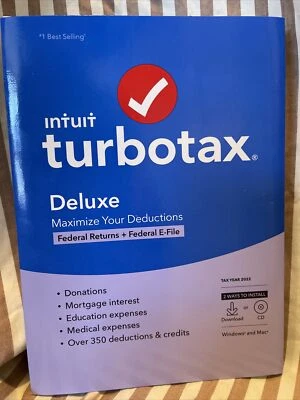 #1 Best Selling¹
intuit
turbotax®
Deluxe
Maximize Your Deductions
Federal Returns + Federal E-File
TAX YEAR 2023
• Donations
• Mortgage interest
• Education expenses
• Medical expenses
• Over 350 deductions & credits
2 WAYS TO INSTALL
Download or CD
Windows® and Mac®